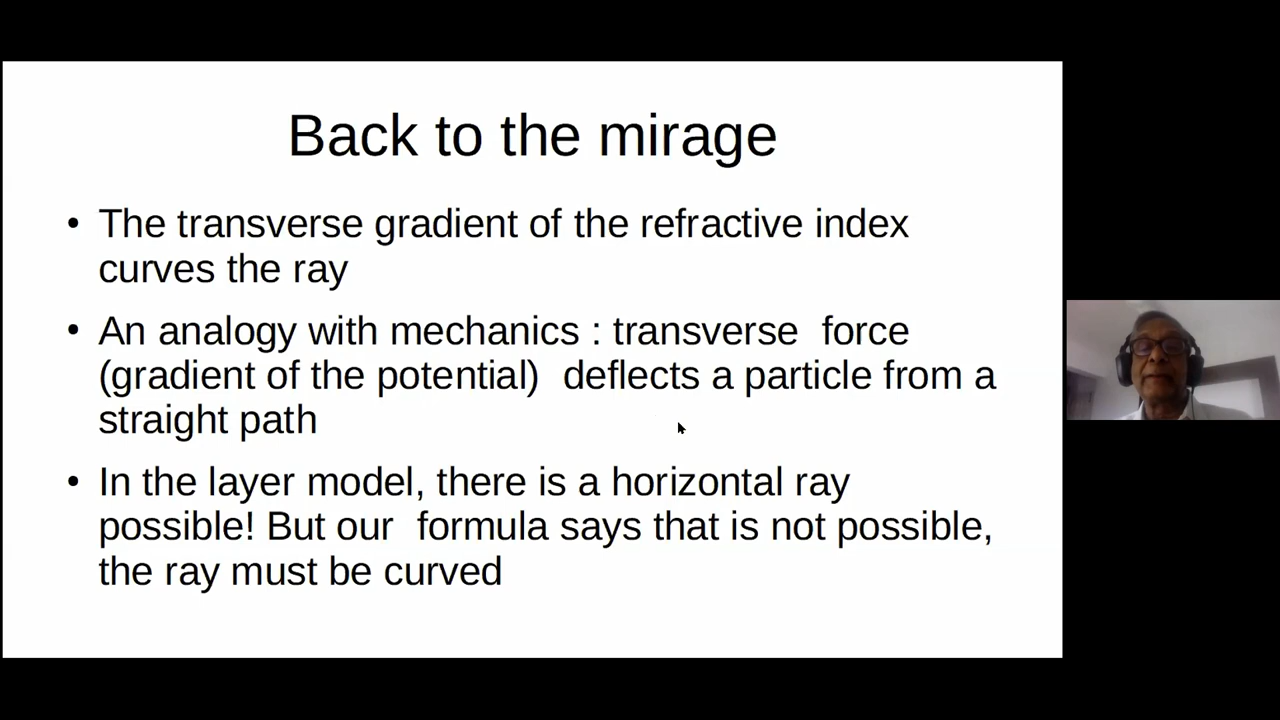 Back to the mirage
• The transverse gradient of the refractive index
curves the ray
• An analogy with mechanics : transverse  force
(gradient of the potential)  deflects a particle from a
straight path
• In the layer model, there is a horizontal ray
possible! But our  formula says that is not possible,
the ray must be curved